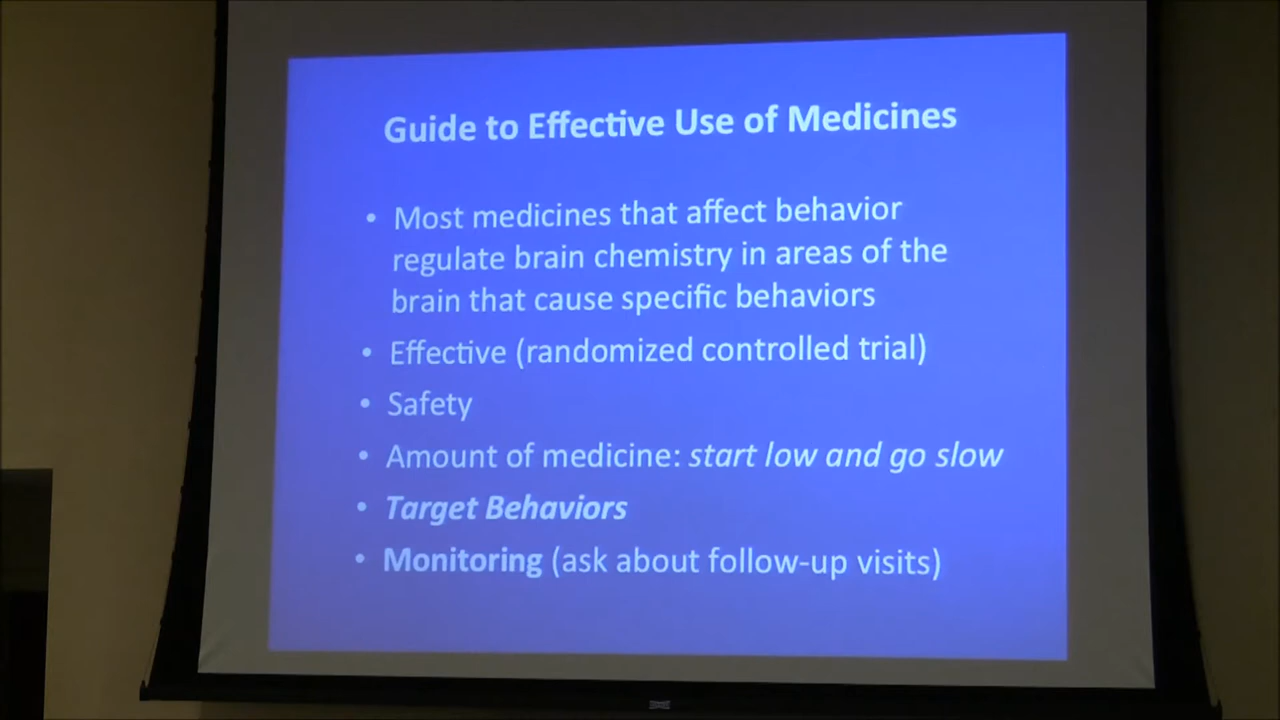 Guide to Effective Use of Medicines
• Most medicines that affect behavior
regulate brain chemistry in areas of the
brain that cause specific behaviors
• Effective (randomized controlled trial)
• Safety
• Amount of medicine: start low and go slow
• Target Behaviors
• Monitoring (ask about follow-up visits)